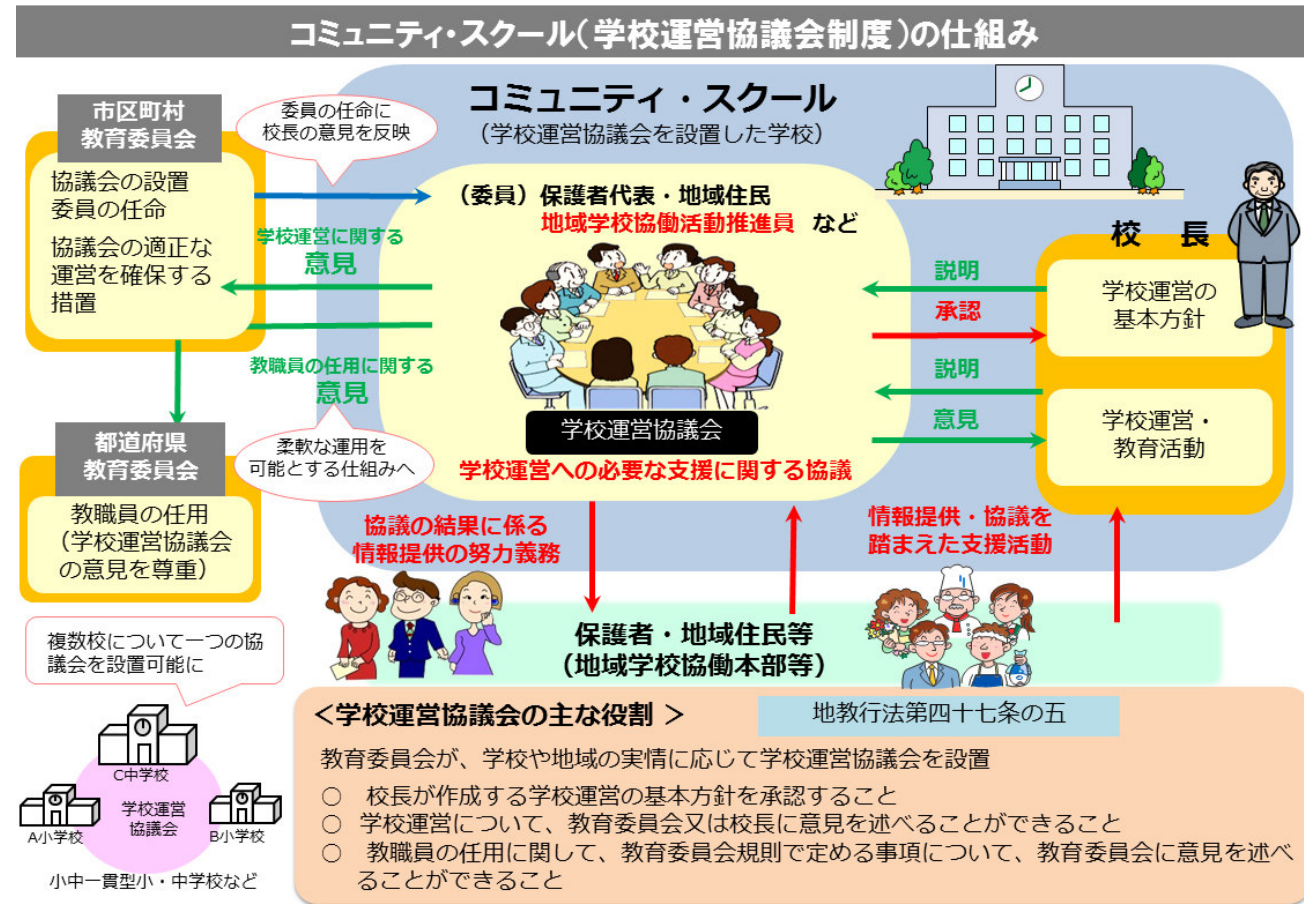 コミュニティ・スクール(学校運営協議会制度)の仕組み
市区町村
教育委員会
協議会の設置
委員の任命
協議会の適正な
運営を確保する
措置
委員の任命に
校長の意見を反映
コミュニティ・スクール
(学校運営協議会を設置した学校)
(委員)保護者代表・地域住民
地域学校協働活動推進員 など
学校運営に関する
意見
教職員の任用に関する
意見
柔軟な運用を
可能とする仕組みへ
都道府県
教育委員会
教職員の任用
(学校運営協議会
の意見を尊重)
学校運営協議会
学校運営への必要な支援に関する協議
校 長
説明
承認
学校運営の
基本方針
説明
意見
学校運営・
教育活動
協議の結果に係る
情報提供の努力義務
情報提供・協議を
踏まえた支援活動
保護者・地域住民等
(地域学校協働本部等)
複数校について一つの協
議会を設置可能に
C中学校
学校運営
協議会
A小学校
B小学校
小中一貫型小・中学校など
<学校運営協議会の主な役割 >
地教行法第四十七条の五
教育委員会が、学校や地域の実情に応じて学校運営協議会を設置
○ 校長が作成する学校運営の基本方針を承認すること
○ 学校運営について、教育委員会又は校長に意見を述べることができること
○ 教職員の任用に関して、教育委員会規則で定める事項について、教育委員会に意見を述べ
ることができること